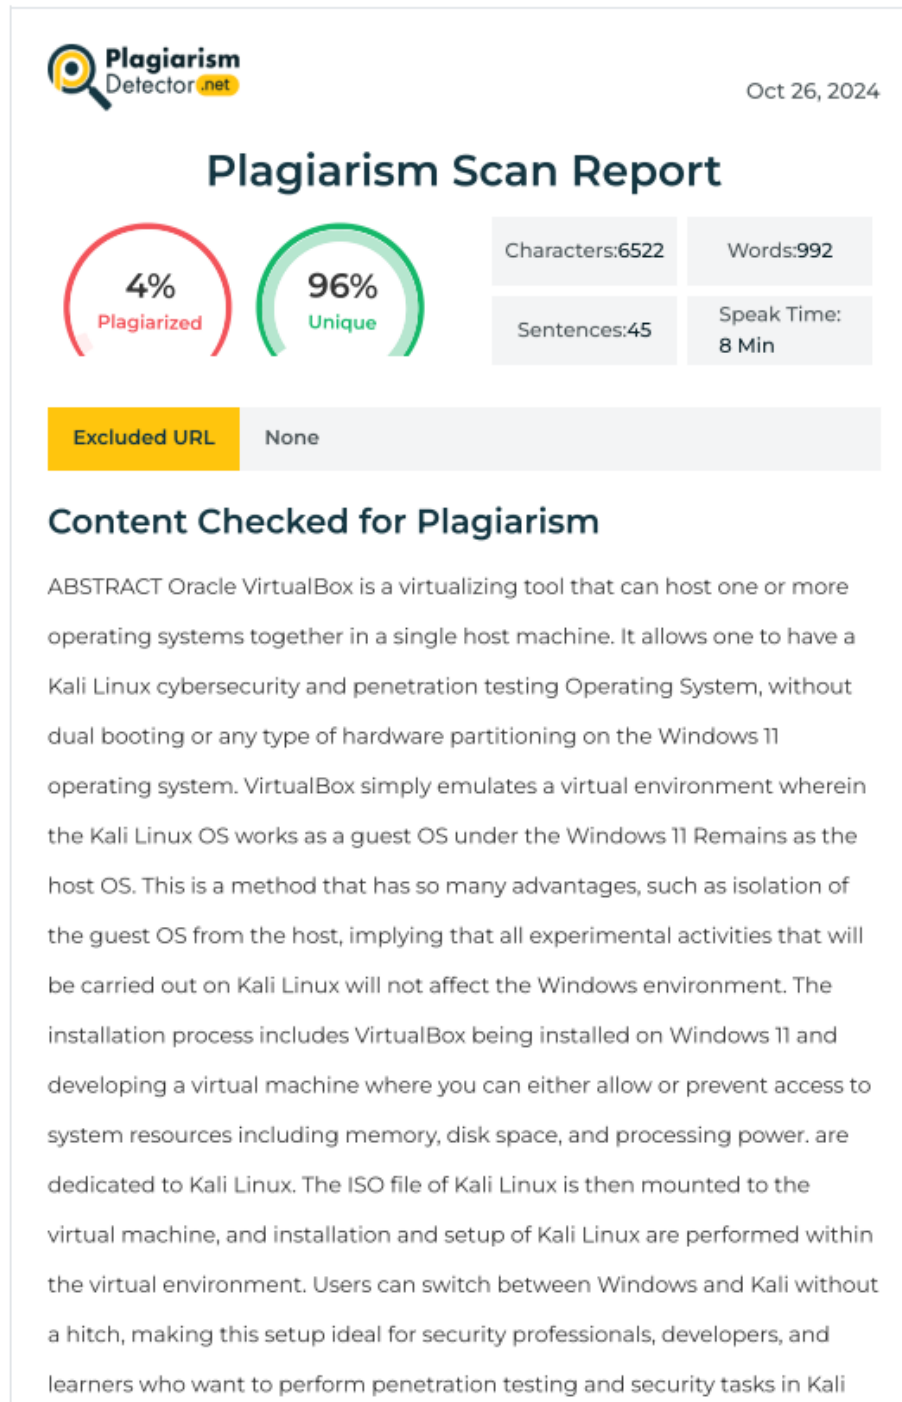 Plagiarism
Detector .net
Oct 26, 2024
Plagiarism Scan Report
4%
Plagiarized
96%
Unique
Characters:6522
Words:992
Sentences:45
Speak Time:
8 Min
Excluded URL
None
Content Checked for Plagiarism
ABSTRACT Oracle VirtualBox is a virtualizing tool that can host one or more
operating systems together in a single host machine. It allows one to have a
Kali Linux cybersecurity and penetration testing Operating System, without
dual booting or any type of hardware partitioning on the Windows 11
operating system. VirtualBox simply emulates a virtual environment wherein
the Kali Linux OS works as a guest OS under the Windows 11 Remains as the
host OS. This is a method that has so many advantages, such as isolation of
the guest OS from the host, implying that all experimental activities that will
be carried out on Kali Linux will not affect the Windows environment. The
installation process includes VirtualBox being installed on Windows 11 and
developing a virtual machine where you can either allow or prevent access to
system resources including memory, disk space, and processing power. are
dedicated to Kali Linux. The ISO file of Kali Linux is then mounted to the
virtual machine, and installation and setup of Kali Linux are performed within
the virtual environment. Users can switch between Windows and Kali without
a hitch, making this setup ideal for security professionals, developers, and
learners who want to perform penetration testing and security tasks in Kali